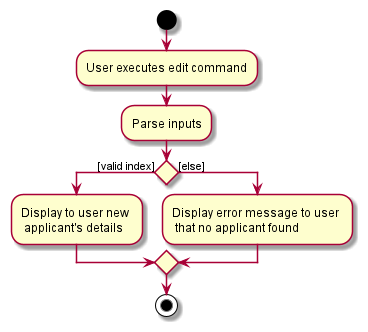 User executes edit command
Parse inputs
[valid index]
[else]
Display to user new
applicant's details
Display error message to user
that no applicant found